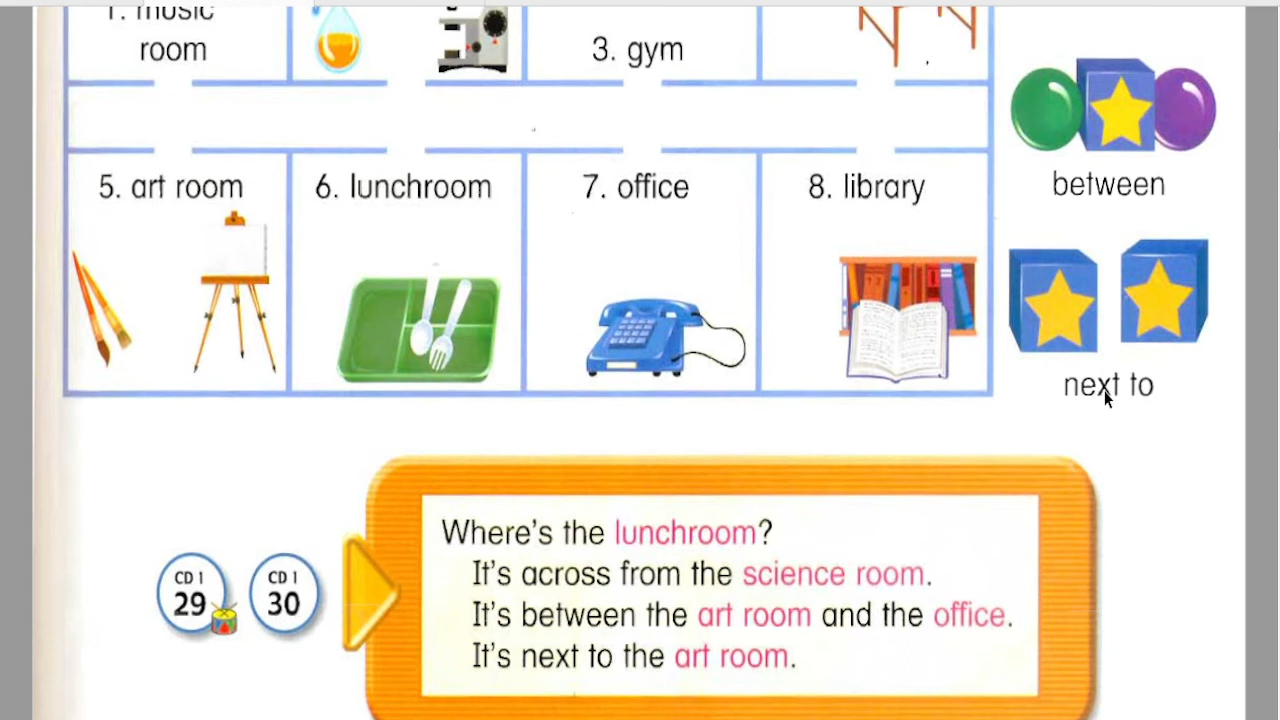 1. music
room
3. gym
5. art room
6. lunchroom
7. office
8. library
between
next to
Where's the lunchroom?
It's across from the science room.
It's between the art room and the office.
It's next to the art room.
CD 1
29
CD 1
30